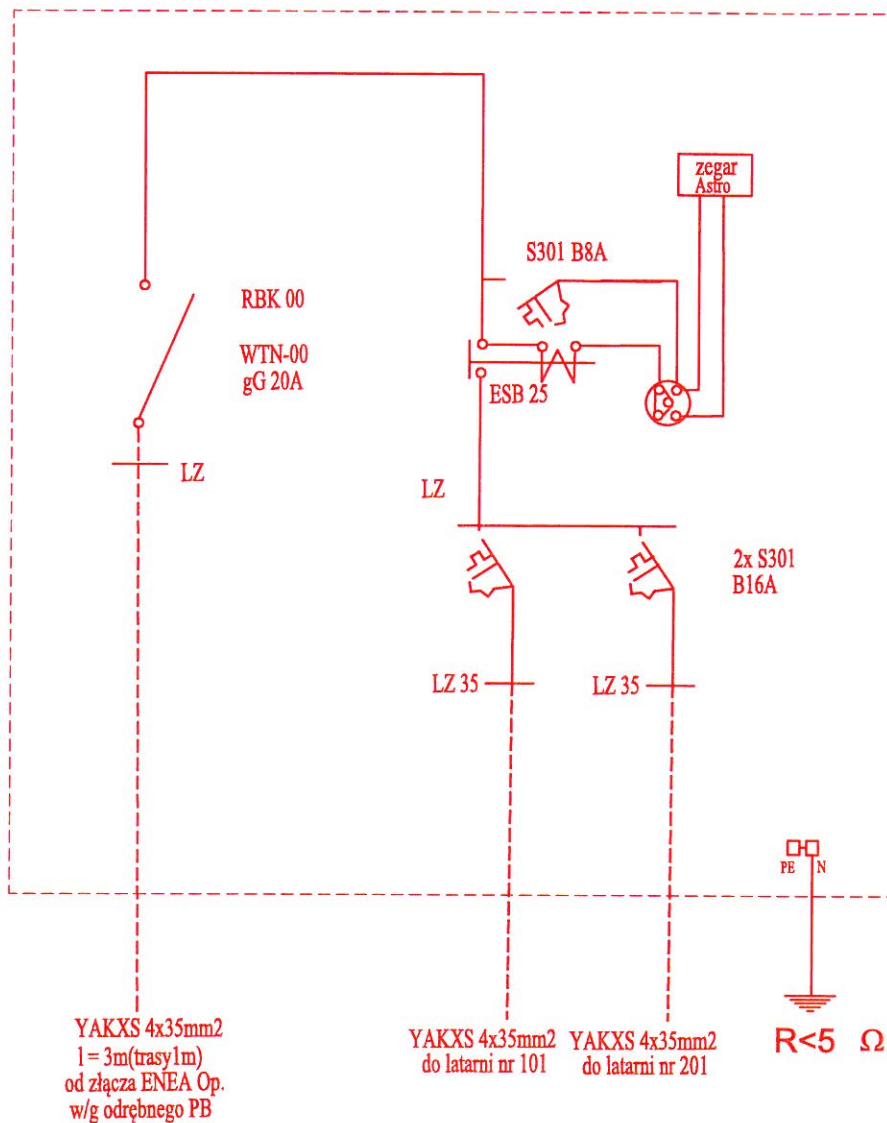 zegar
Astro
S301 B8A
RBK 00
WTN-00
gG 20A
ESB 25
LZ
LZ
2x S301
B16A
LZ 35
LZ 35
PE
N
YAKXS 4x35mm2
l = 3m(trasy1m)
od złącza ENEA Op.
w/g odrębnego PB
YAKXS 4x35mm2
do latarni nr 101
YAKXS 4x35mm2
do latarni nr 201
R<5 Ω